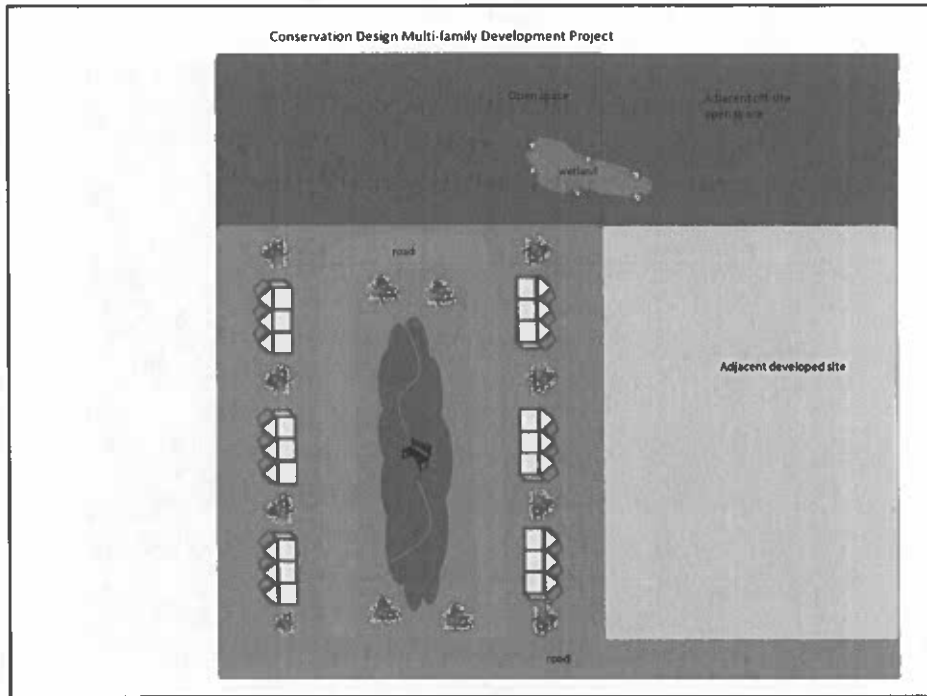 Conservation Design Multi-family Development Project
Open space
Adjacent off-site
open space
wetland
road
Adjacent developed site
road